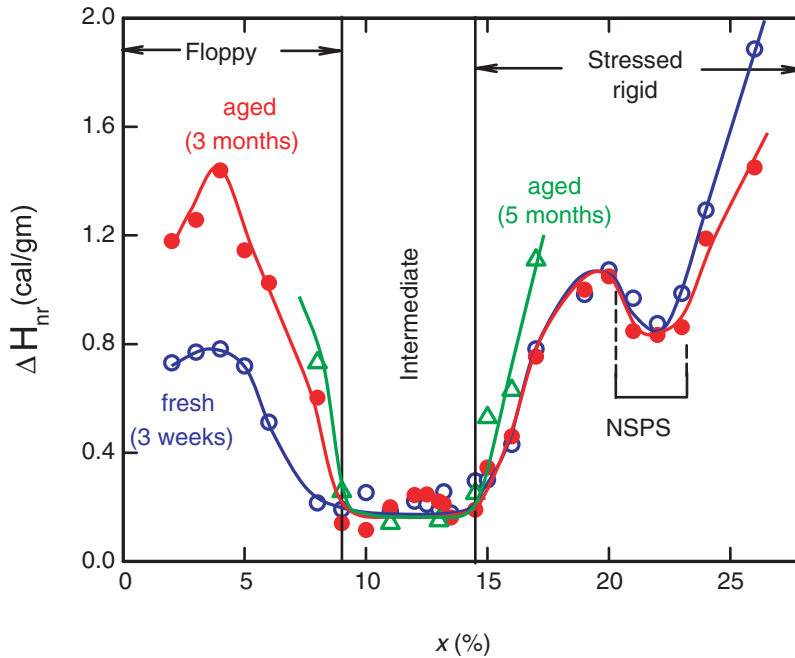 2.0
1.6
1.2
0.8
0.4
0.0
ΔH_nr (cal/gm)
Floppy
Stressed
rigid
aged
(3 months)
aged
(5 months)
Intermediate
fresh
(3 weeks)
NSPS
0 5 10 15 20 25
x (%)